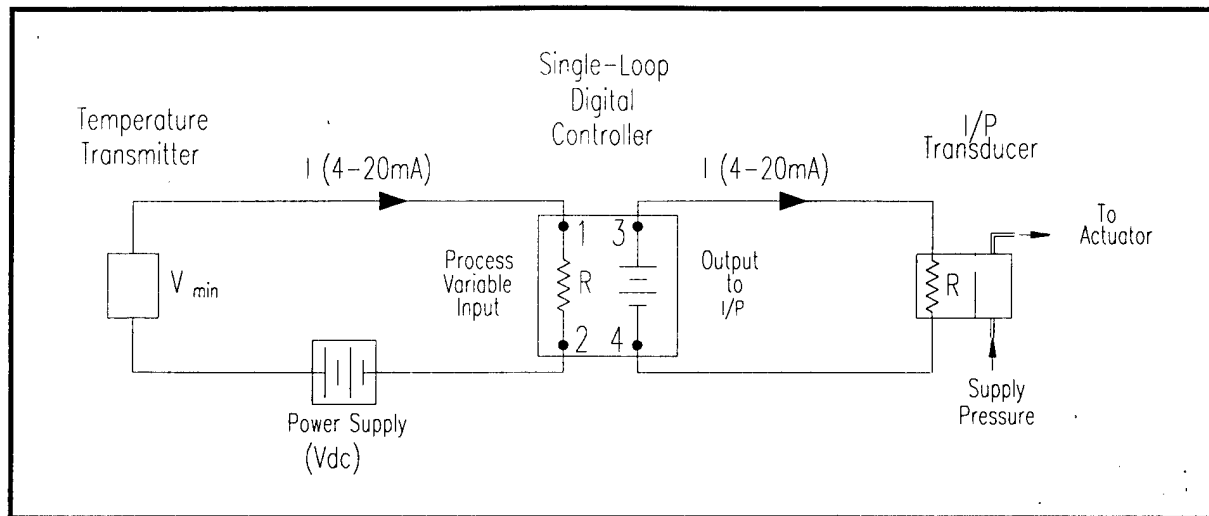 Single-Loop
Digital
Controller
Temperature
Transmitter
I/P
Transducer
I (4-20mA)
I (4-20mA)
To
Actuator
1
3
Process
Variable
Input
R
Output
to
I/P
R
V min
2
4
Power Supply
(Vdc)
Supply
Pressure